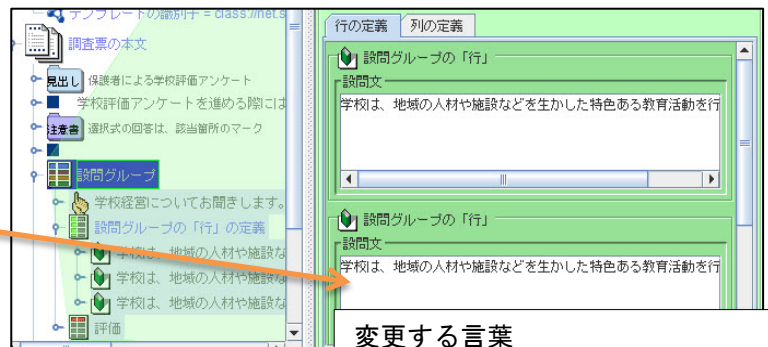 テンプレートの識別子 = class://net.s
調査票の本文
見出し 保護者による学校評価アンケート
学校評価アンケートを進める際には
注意書 選択式の回答は、該当箇所のマーク
設問グループ
学校経営についてお聞きします。
設問グループの「行」の定義
学校は、地域の人材や施設な
学校は、地域の人材や施設な
学校は、地域の人材や施設な
評価
行の定義 列の定義
設問グループの「行」
設問文
学校は、地域の人材や施設などを生かした特色ある教育活動を行
設問グループの「行」
設問文
学校は、地域の人材や施設などを生かした特色ある教育活動を行
変更する言葉